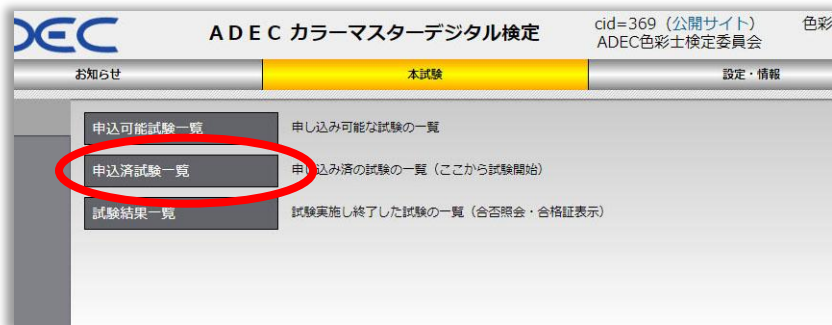 DEC
ADEC カラーマスターデジタル検定
cid=369（公開サイト）
色彩
ADEC色彩士検定委員会
お知らせ
本試験
設定・情報
申込可能試験一覧
申し込み可能な試験の一覧
申込済試験一覧
申し込み済の試験の一覧（ここから試験開始）
試験結果一覧
試験実施し終了した試験の一覧（合否照会・合格証表示）